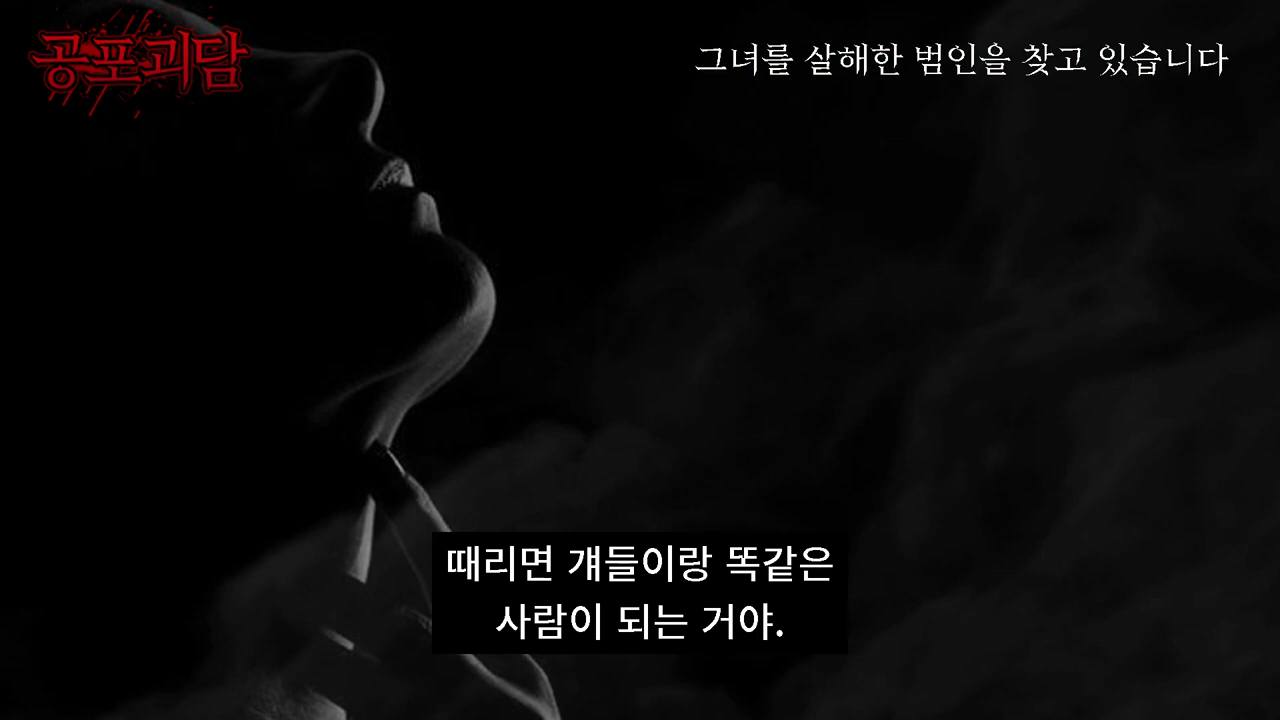 공포괴담
그녀를 살해한 범인을 찾고 있습니다
때리면 걔들이랑 똑같은
사람이 되는 거야.